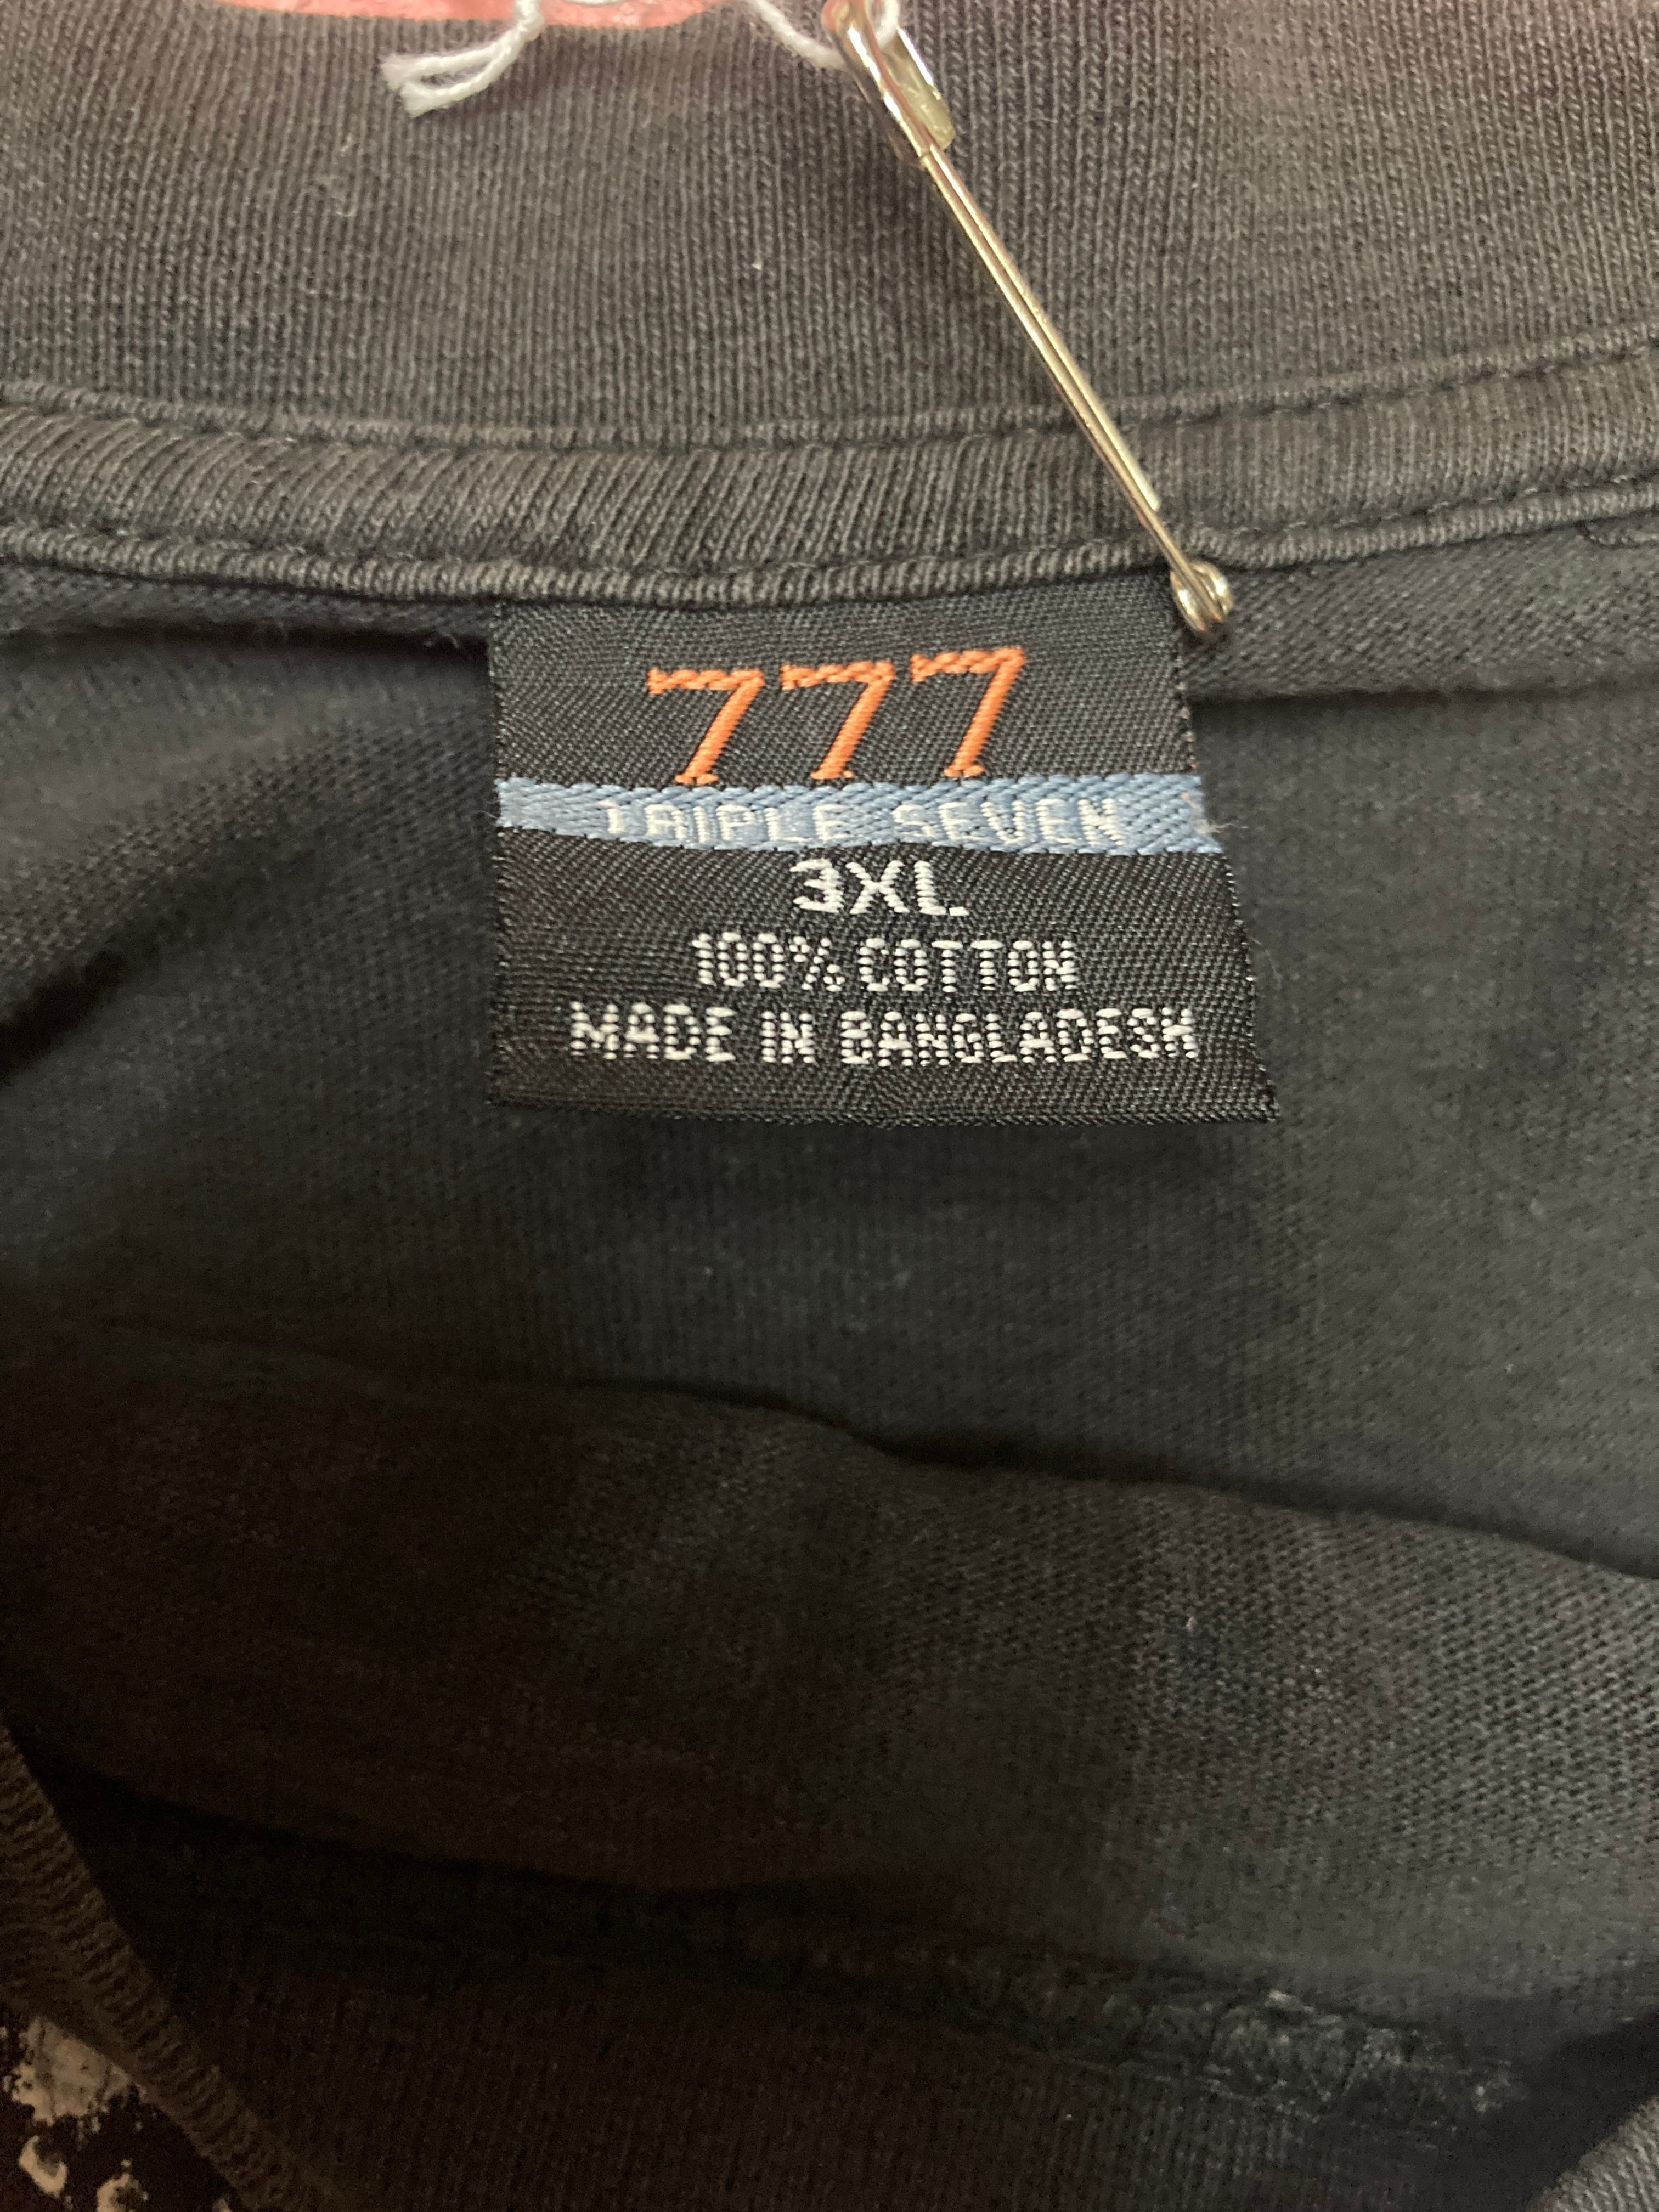 777
TRIPLE SEVEN
3XL
100% COTTON
MADE IN BANGLADESH